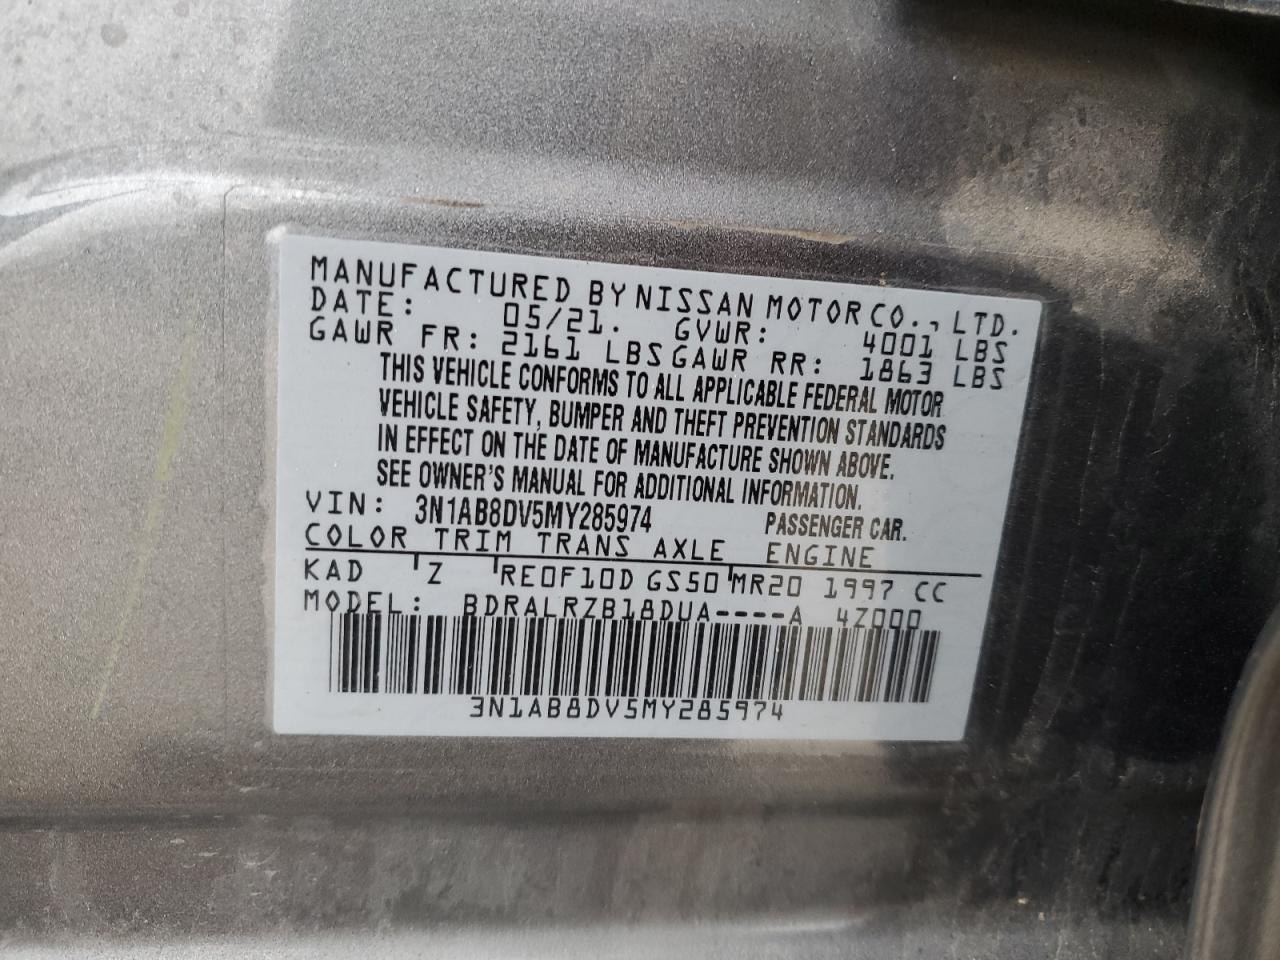 MANUFACTURED BY NISSAN MOTOR CO., LTD.
DATE: 05/21. GVWR: 4001 LBS
GAWR FR: 2161 LBS GAWR RR: 1863 LBS
THIS VEHICLE CONFORMS TO ALL APPLICABLE FEDERAL MOTOR
VEHICLE SAFETY, BUMPER AND THEFT PREVENTION STANDARDS
IN EFFECT ON THE DATE OF MANUFACTURE SHOWN ABOVE.
SEE OWNER'S MANUAL FOR ADDITIONAL INFORMATION.
VIN: 3N1AB8DV5MY285974 PASSENGER CAR.
COLOR TRIM TRANS AXLE ENGINE
KAD Z RE0F10D GS50 MR20 1997 CC
MODEL: BDRALRZB18DUA----A 4Z000
3N1AB8DV5MY285974